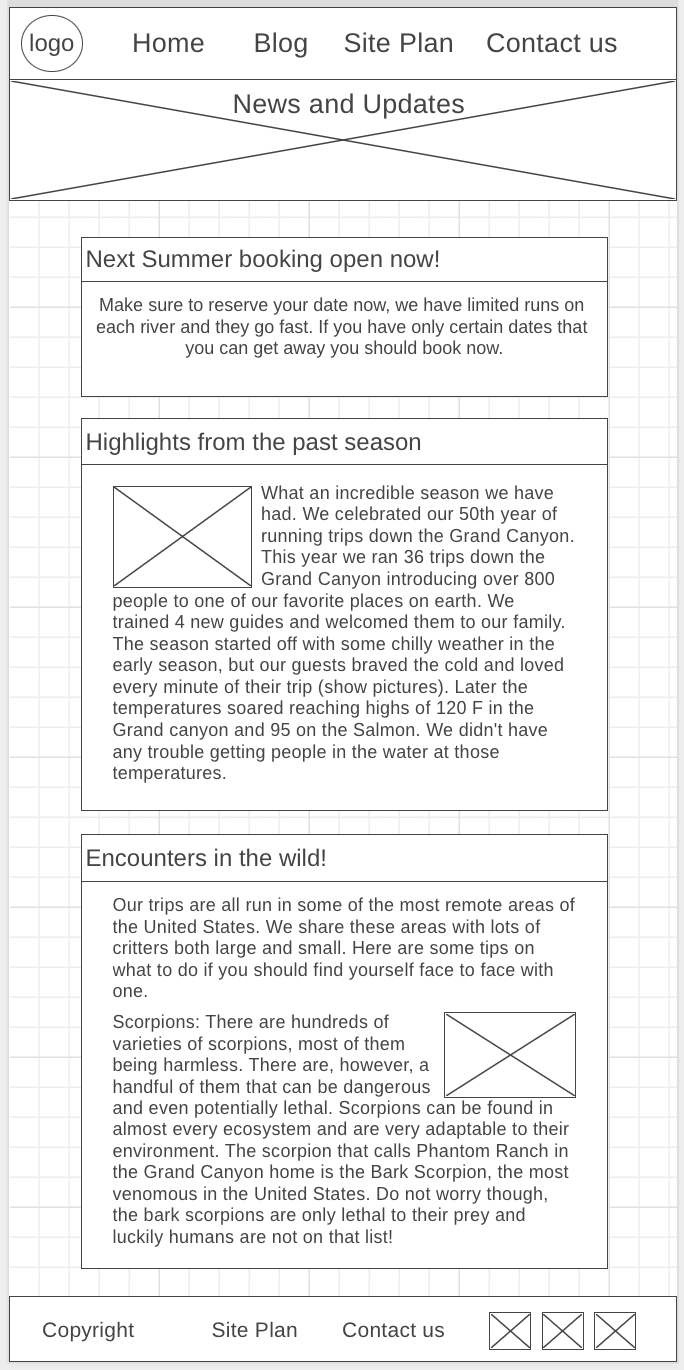 logo Home Blog Site Plan Contact us
News and Updates
Next Summer booking open now!
Make sure to reserve your date now, we have limited runs on
each river and they go fast. If you have only certain dates that
you can get away you should book now.
Highlights from the past season
What an incredible season we have
had. We celebrated our 50th year of
running trips down the Grand Canyon.
This year we ran 36 trips down the
Grand Canyon introducing over 800
people to one of our favorite places on earth. We
trained 4 new guides and welcomed them to our family.
The season started off with some chilly weather in the
early season, but our guests braved the cold and loved
every minute of their trip (show pictures). Later the
temperatures soared reaching highs of 120 F in the
Grand canyon and 95 on the Salmon. We didn't have
any trouble getting people in the water at those
temperatures.
Encounters in the wild!
Our trips are all run in some of the most remote areas of
the United States. We share these areas with lots of
critters both large and small. Here are some tips on
what to do if you should find yourself face to face with
one.
Scorpions: There are hundreds of
varieties of scorpions, most of them
being harmless. There are, however, a
handful of them that can be dangerous
and even potentially lethal. Scorpions can be found in
almost every ecosystem and are very adaptable to their
environment. The scorpion that calls Phantom Ranch in
the Grand Canyon home is the Bark Scorpion, the most
venomous in the United States. Do not worry though,
the bark scorpions are only lethal to their prey and
luckily humans are not on that list!
Copyright Site Plan Contact us